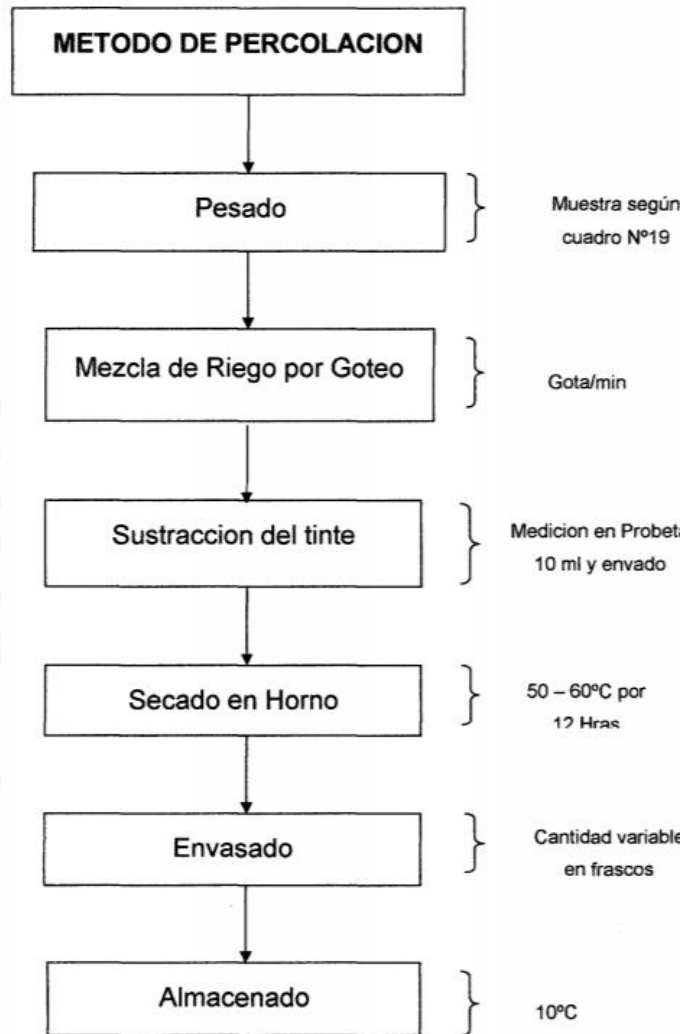 METODO DE PERCOLACION
Pesado
Muestra según
cuadro Nº19
Mezcla de Riego por Goteo
Gota/min
Sustraccion del tinte
Medicion en Probeta
10 ml y envado
Secado en Horno
50 – 60ºC por
12 Hras
Envasado
Cantidad variable
en frascos
Almacenado
10ºC